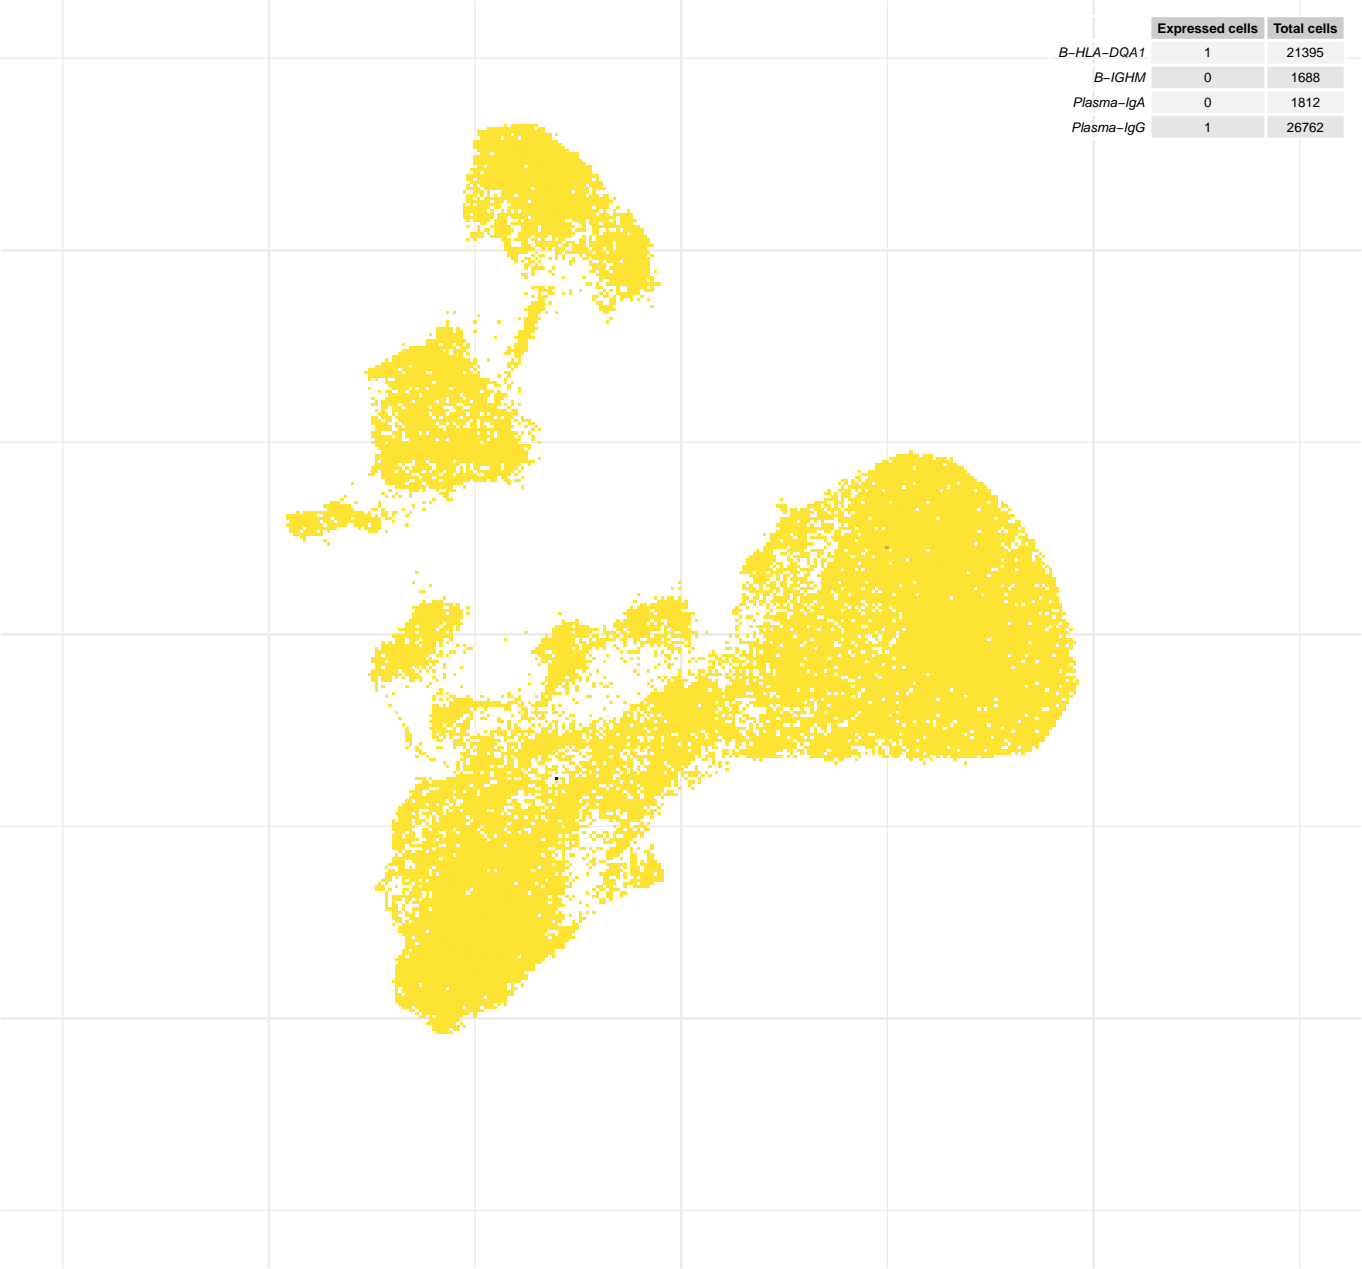 Expressed cells Total cells
B−HLA−DQA1 1 21395
B−IGHM 0 1688
Plasma−IgA 0 1812
Plasma−IgG 1 26762